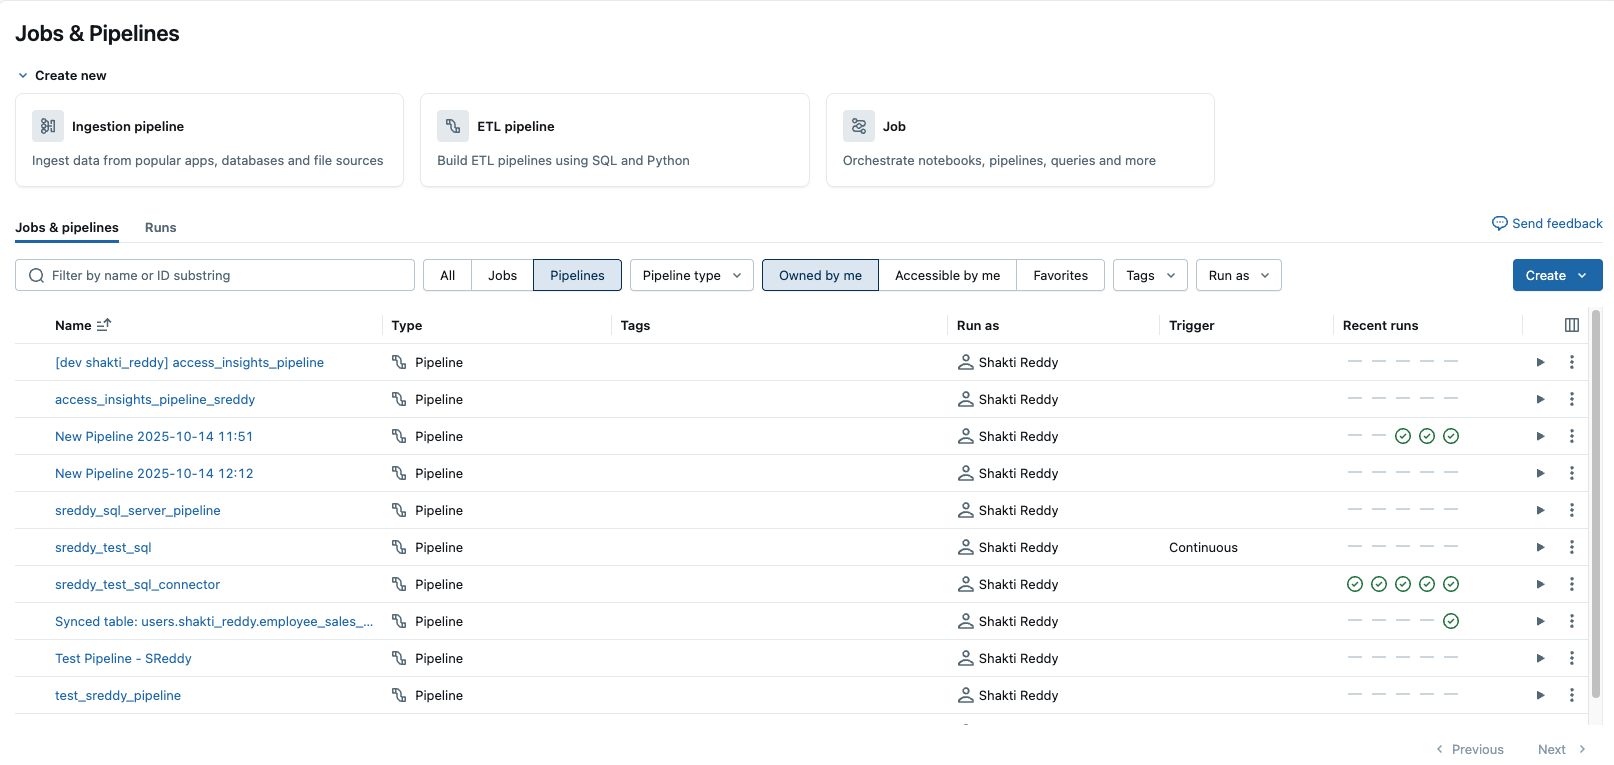 Jobs & Pipelines
Create new
Ingestion pipeline
Ingest data from popular apps, databases and file sources
ETL pipeline
Build ETL pipelines using SQL and Python
Job
Orchestrate notebooks, pipelines, queries and more
Jobs & pipelines Runs Send feedback
Filter by name or ID substring All Jobs Pipelines Pipeline type Owned by me Accessible by me Favorites Tags Run as Create
Name Type Tags Run as Trigger Recent runs
[dev shakti_reddy] access_insights_pipeline Pipeline Shakti Reddy
access_insights_pipeline_sreddy Pipeline Shakti Reddy
New Pipeline 2025-10-14 11:51 Pipeline Shakti Reddy
New Pipeline 2025-10-14 12:12 Pipeline Shakti Reddy
sreddy_sql_server_pipeline Pipeline Shakti Reddy
sreddy_test_sql Pipeline Shakti Reddy Continuous
sreddy_test_sql_connector Pipeline Shakti Reddy
Synced table: users.shakti_reddy.employee_sales_... Pipeline Shakti Reddy
Test Pipeline - SReddy Pipeline Shakti Reddy
test_sreddy_pipeline Pipeline Shakti Reddy
Previous Next